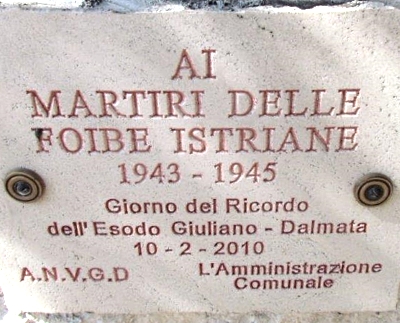 AI
MARTIRI DELLE
FOIBE ISTRIANE
1943 - 1945
Giorno del Ricordo
dell'Esodo Giuliano - Dalmata
10 - 2 - 2010
A.N.V.G.D L'Amministrazione
Comunale